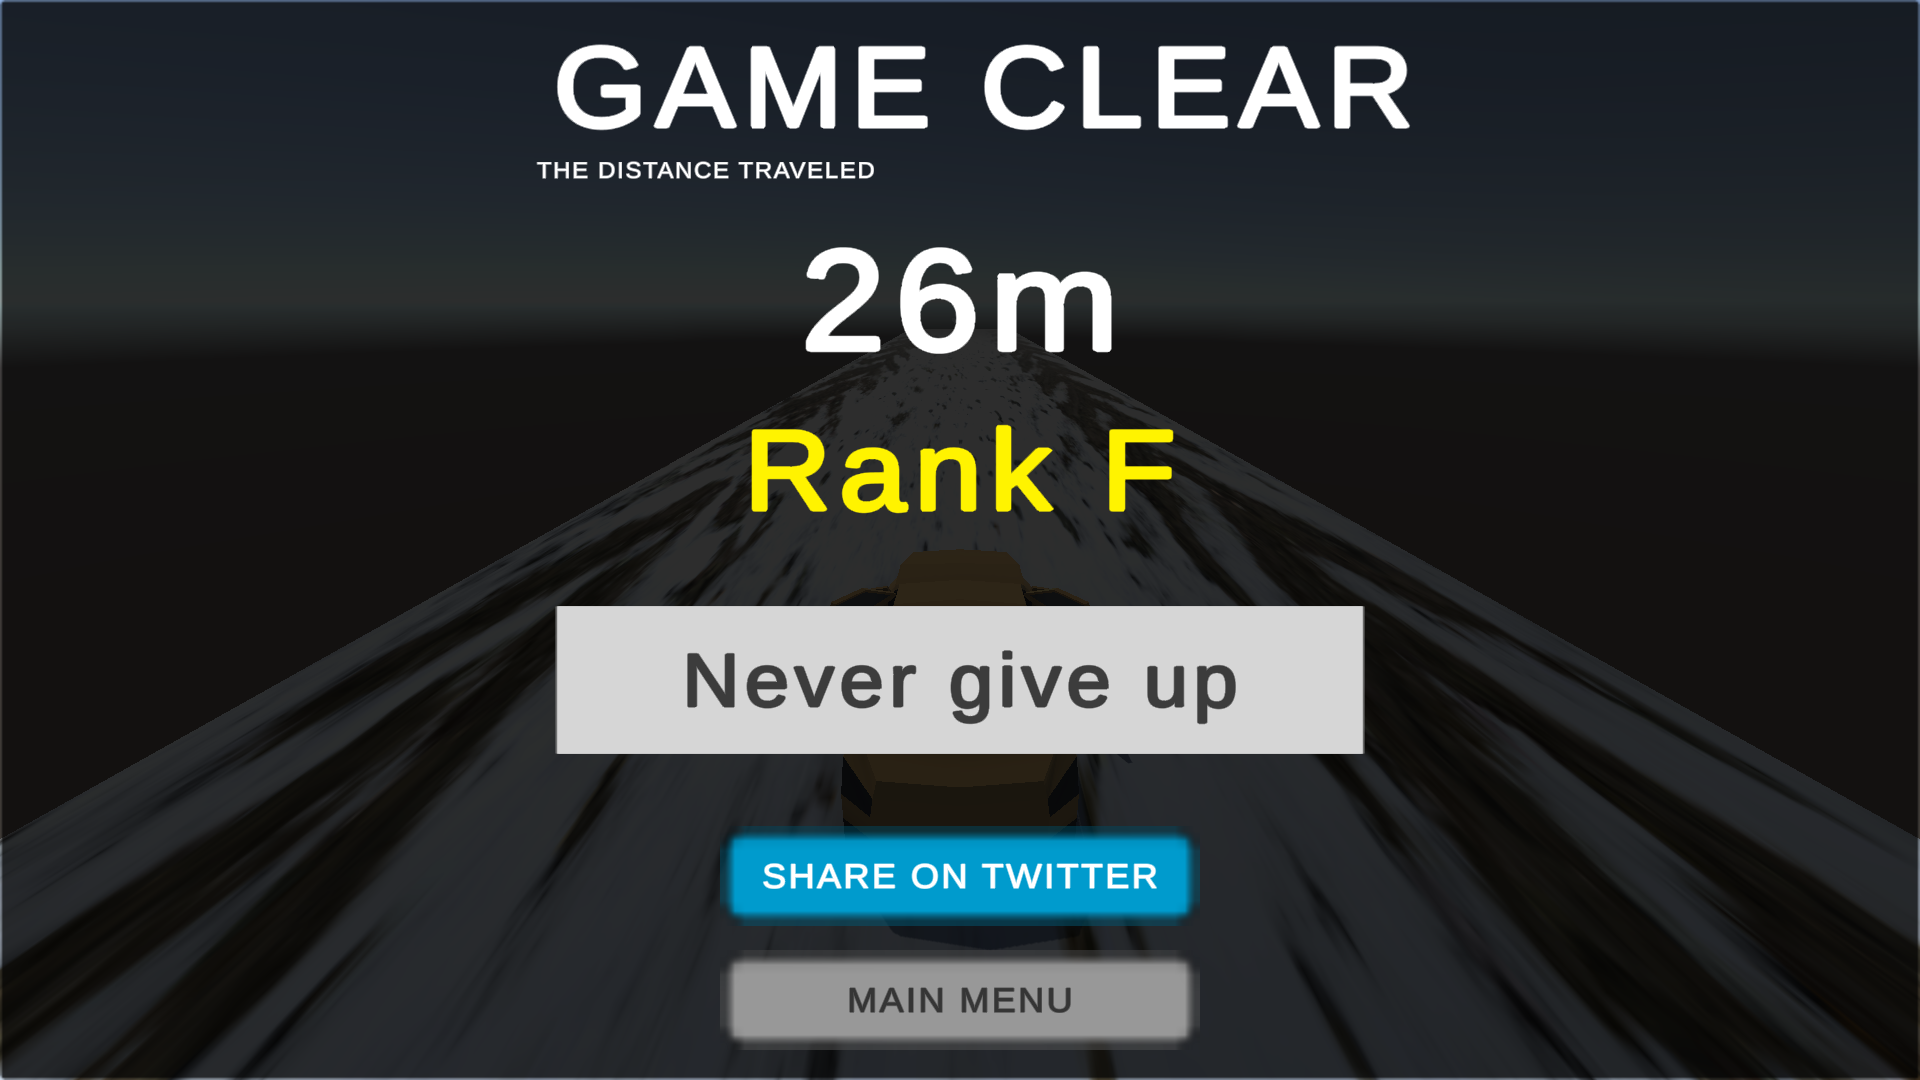 GAME CLEAR
THE DISTANCE TRAVELED
26m
Rank F
Never give up
SHARE ON TWITTER
MAIN MENU